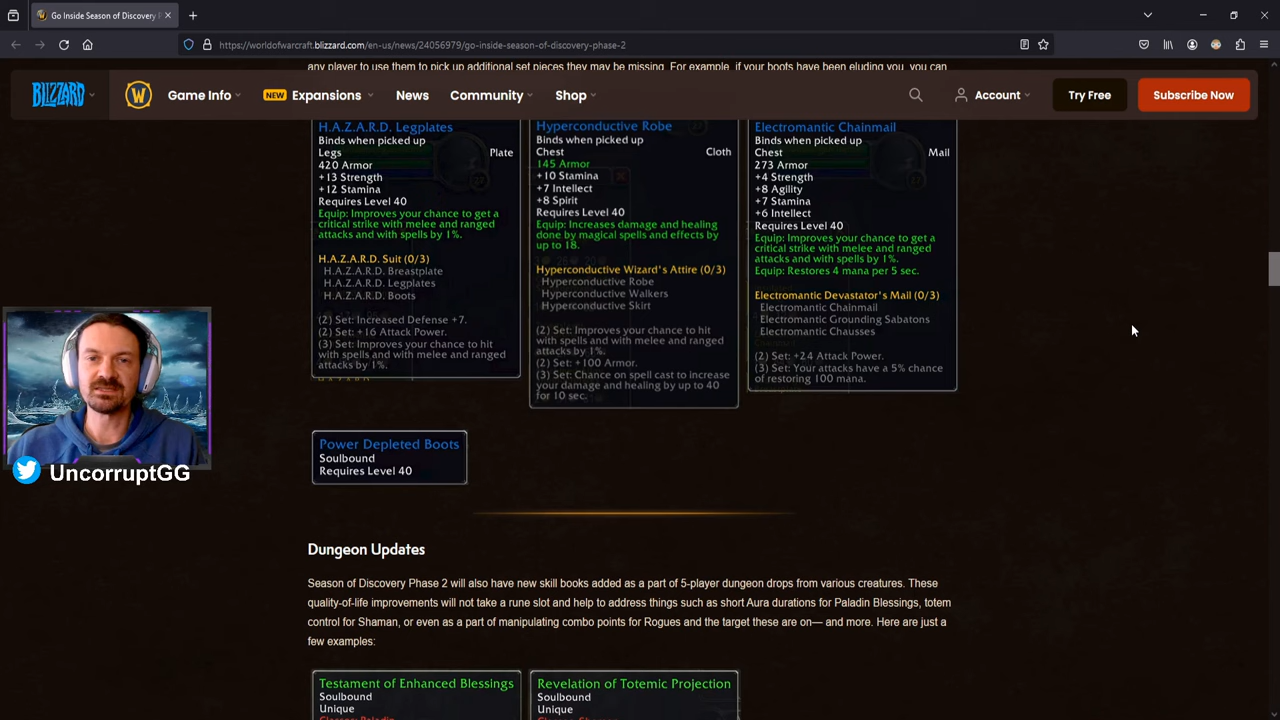 Go Inside Season of Discovery P
https://worldofwarcraft.blizzard.com/en-us/news/24056979/go-inside-season-of-discovery-phase-2
any player to use them to pick up additional set pieces they may be missing. For example, if your boots have been eluding you, you can
BLIZZARD
W
Game Info
NEW Expansions
News
Community
Shop
Account
Try Free
Subscribe Now
H.A.Z.A.R.D. Legplates
Binds when picked up
Legs Plate
420 Armor
+13 Strength
+12 Stamina
Requires Level 40
Equip: Improves your chance to get a
critical strike with melee and ranged
attacks and with spells by 1%.
H.A.Z.A.R.D. Suit (0/3)
H.A.Z.A.R.D. Breastplate
H.A.Z.A.R.D. Legplates
H.A.Z.A.R.D. Boots
(2) Set: Increased Defense +7.
(2) Set: +16 Attack Power.
(3) Set: Improves your chance to hit
with spells and with melee and ranged
attacks by 1%.
Hyperconductive Robe
Binds when picked up
Chest Cloth
145 Armor
+10 Stamina
+7 Intellect
+8 Spirit
Requires Level 40
Equip: Increases damage and healing
done by magical spells and effects by
up to 18.
Hyperconductive Wizard's Attire (0/3)
Hyperconductive Robe
Hyperconductive Walkers
Hyperconductive Skirt
(2) Set: Improves your chance to hit
with spells and with melee and ranged
attacks by 1%.
(2) Set: +100 Armor.
(3) Set: Chance on spell cast to increase
your damage and healing by up to 40
for 10 sec.
Electromantic Chainmail
Binds when picked up
Chest Mail
273 Armor
+4 Strength
+8 Agility
+7 Stamina
+6 Intellect
Requires Level 40
Equip: Improves your chance to get a
critical strike with melee and ranged
attacks and with spells by 1%.
Equip: Restores 4 mana per 5 sec.
Electromantic Devastator's Mail (0/3)
Electromantic Chainmail
Electromantic Grounding Sabatons
Electromantic Chausses
(2) Set: +24 Attack Power.
(3) Set: Your attacks have a 5% chance
of restoring 100 mana.
Power Depleted Boots
Soulbound
Requires Level 40
UncorruptGG
Dungeon Updates
Season of Discovery Phase 2 will also have new skill books added as a part of 5-player dungeon drops from various creatures. These
quality-of-life improvements will not take a rune slot and help to address things such as short Aura durations for Paladin Blessings, totem
control for Shaman, or even as a part of manipulating combo points for Rogues and the target these are on— and more. Here are just a
few examples:
Testament of Enhanced Blessings
Soulbound
Unique
Classes: Paladin
Revelation of Totemic Projection
Soulbound
Unique
Classes: Shaman